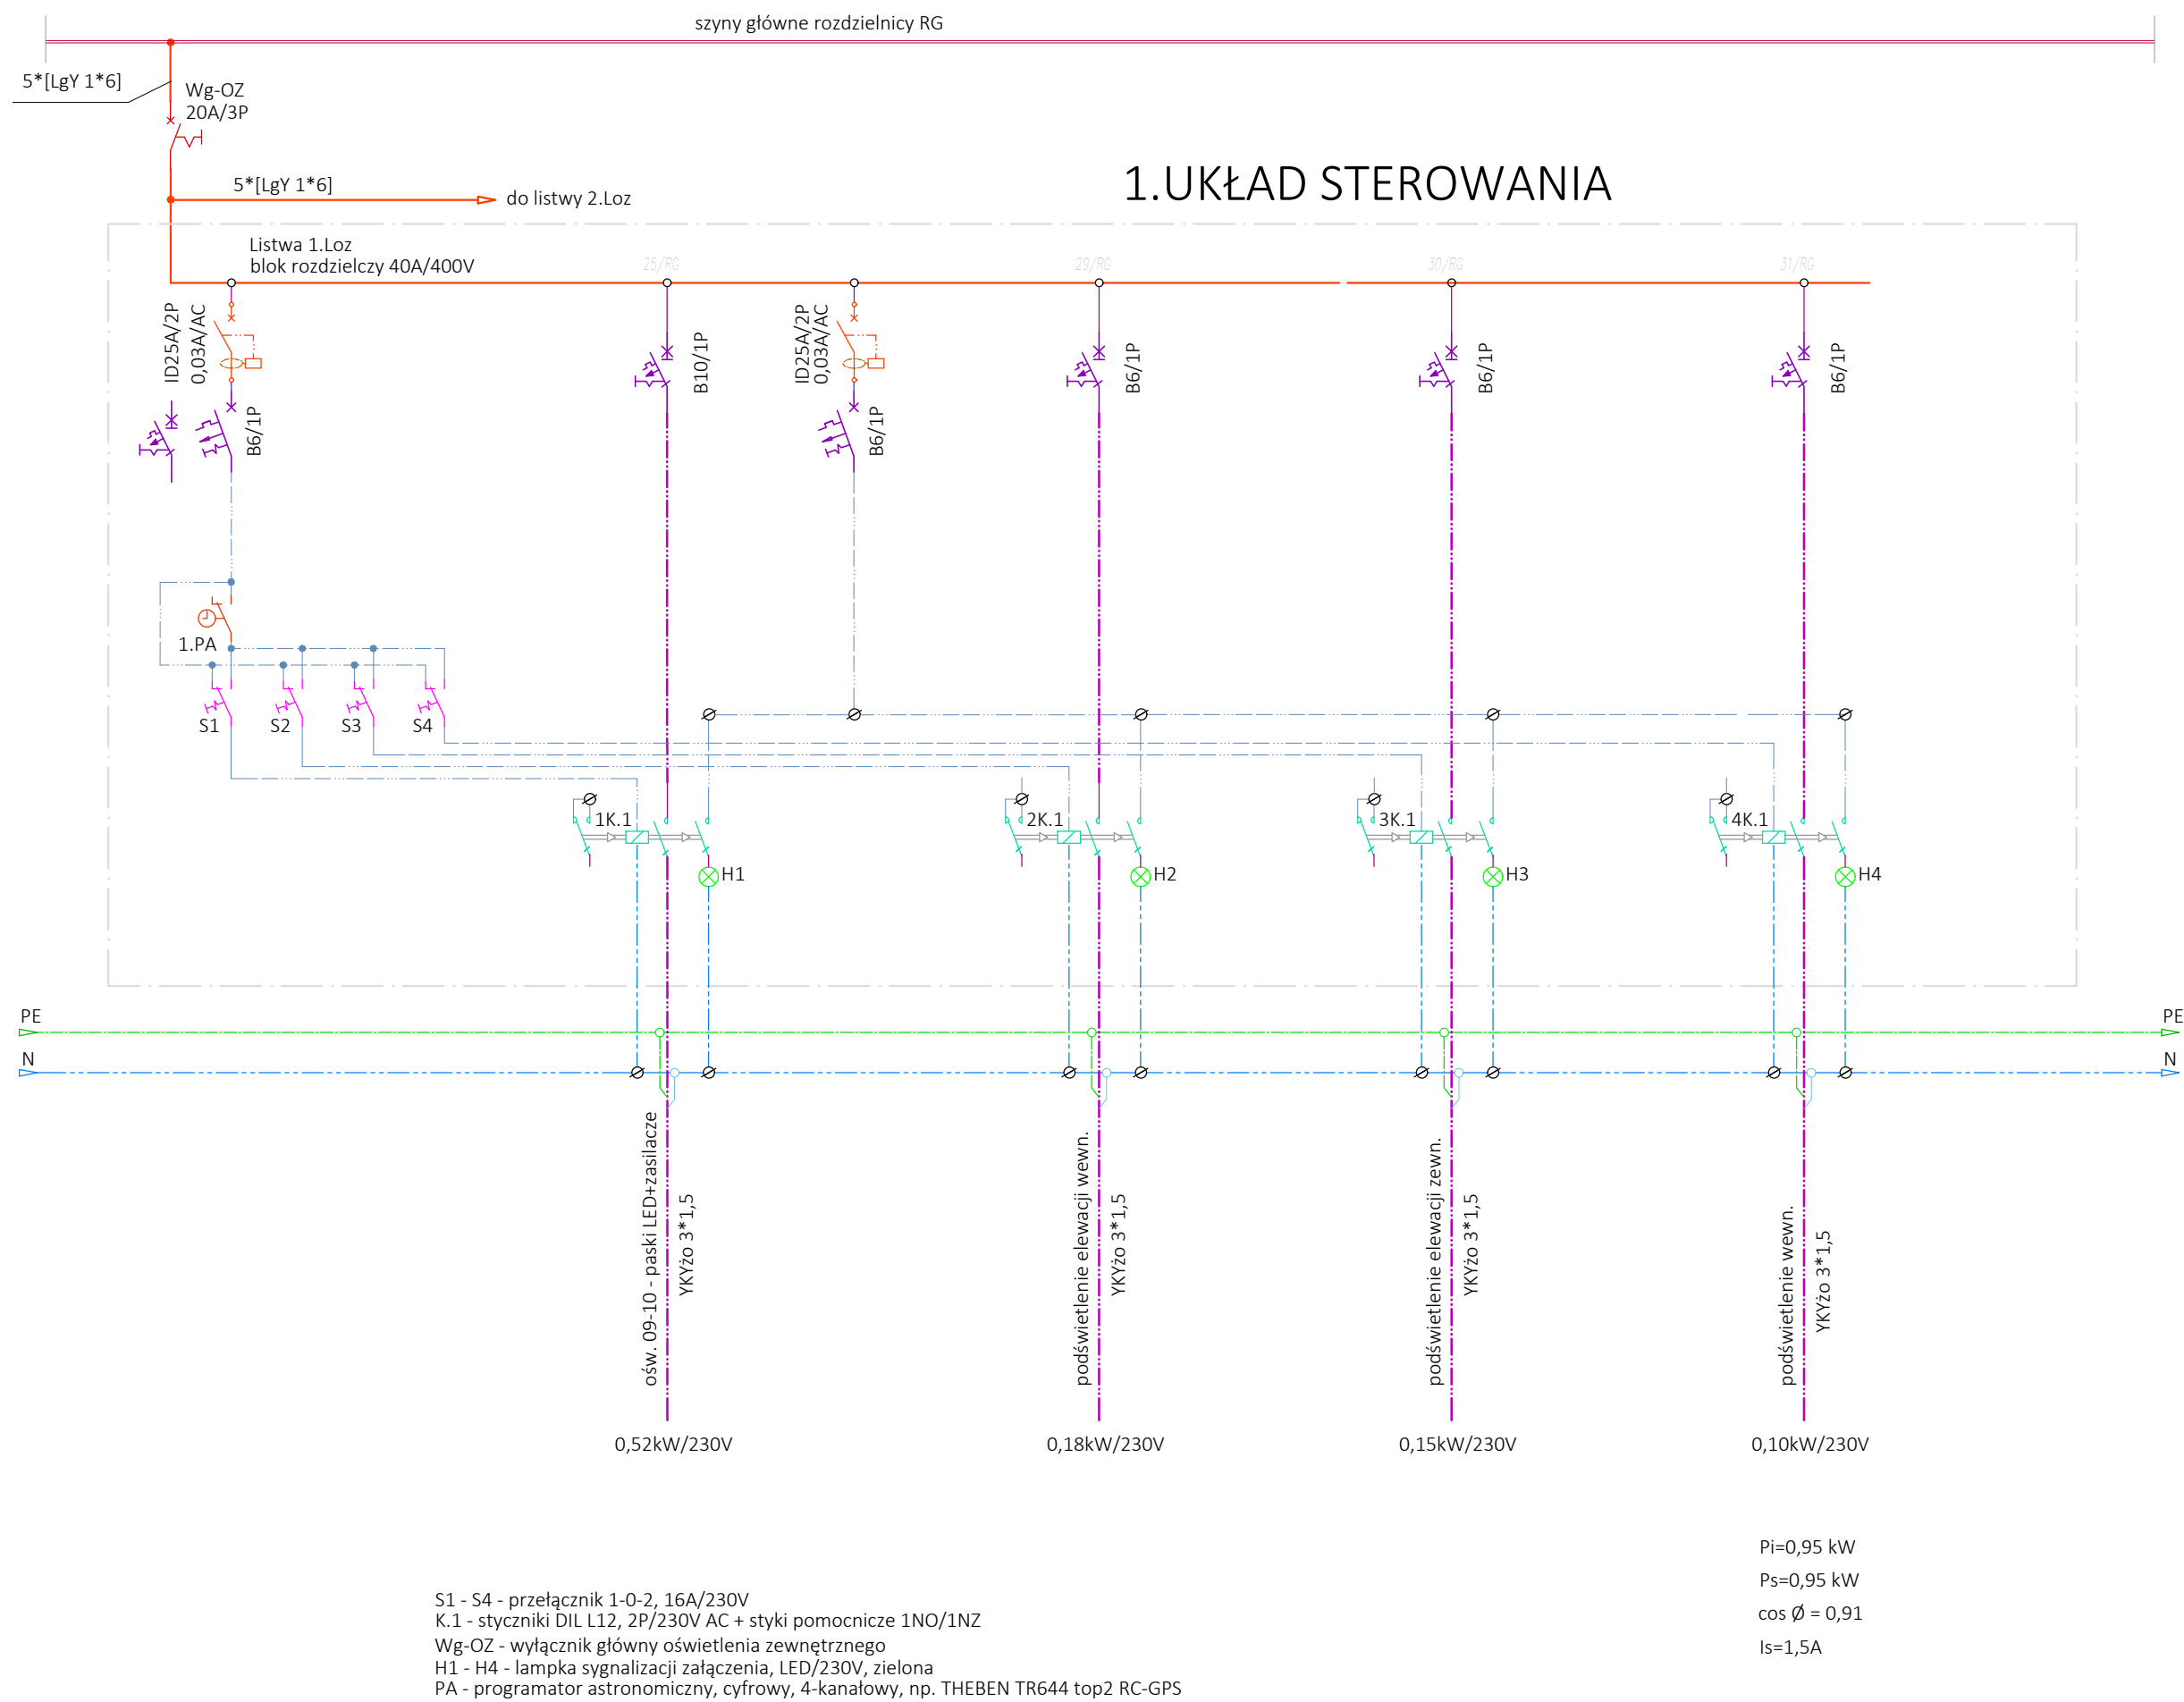 szyny główne rozdzielnicy RG
5*[LgY 1*6]
Wg-OZ
20A/3P
5*[LgY 1*6]
do listwy 2.Loz
1.UKŁAD STEROWANIA
Listwa 1.Loz
blok rozdzielczy 40A/400V
25/RG
29/RG
30/RG
31/RG
ID25A/2P
0,03A/AC
B6/1P
B10/1P
ID25A/2P
0,03A/AC
B6/1P
B6/1P
B6/1P
B6/1P
1.PA
S1
S2
S3
S4
1K.1
2K.1
3K.1
4K.1
H1
H2
H3
H4
PE
PE
N
N
ośw. 09-10 - paski LED+zasilacze
YKYżo 3*1,5
podświetlenie elewacji wewn.
YKYżo 3*1,5
podświetlenie elewacji zewn.
YKYżo 3*1,5
podświetlenie wewn.
YKYżo 3*1,5
0,52kW/230V
0,18kW/230V
0,15kW/230V
0,10kW/230V
Pi=0,95 kW
Ps=0,95 kW
cos Ø = 0,91
Is=1,5A
S1 - S4 - przełącznik 1-0-2, 16A/230V
K.1 - styczniki DIL L12, 2P/230V AC + styki pomocnicze 1NO/1NZ
Wg-OZ - wyłącznik główny oświetlenia zewnętrznego
H1 - H4 - lampka sygnalizacji załączenia, LED/230V, zielona
PA - programator astronomiczny, cyfrowy, 4-kanałowy, np. THEBEN TR644 top2 RC-GPS